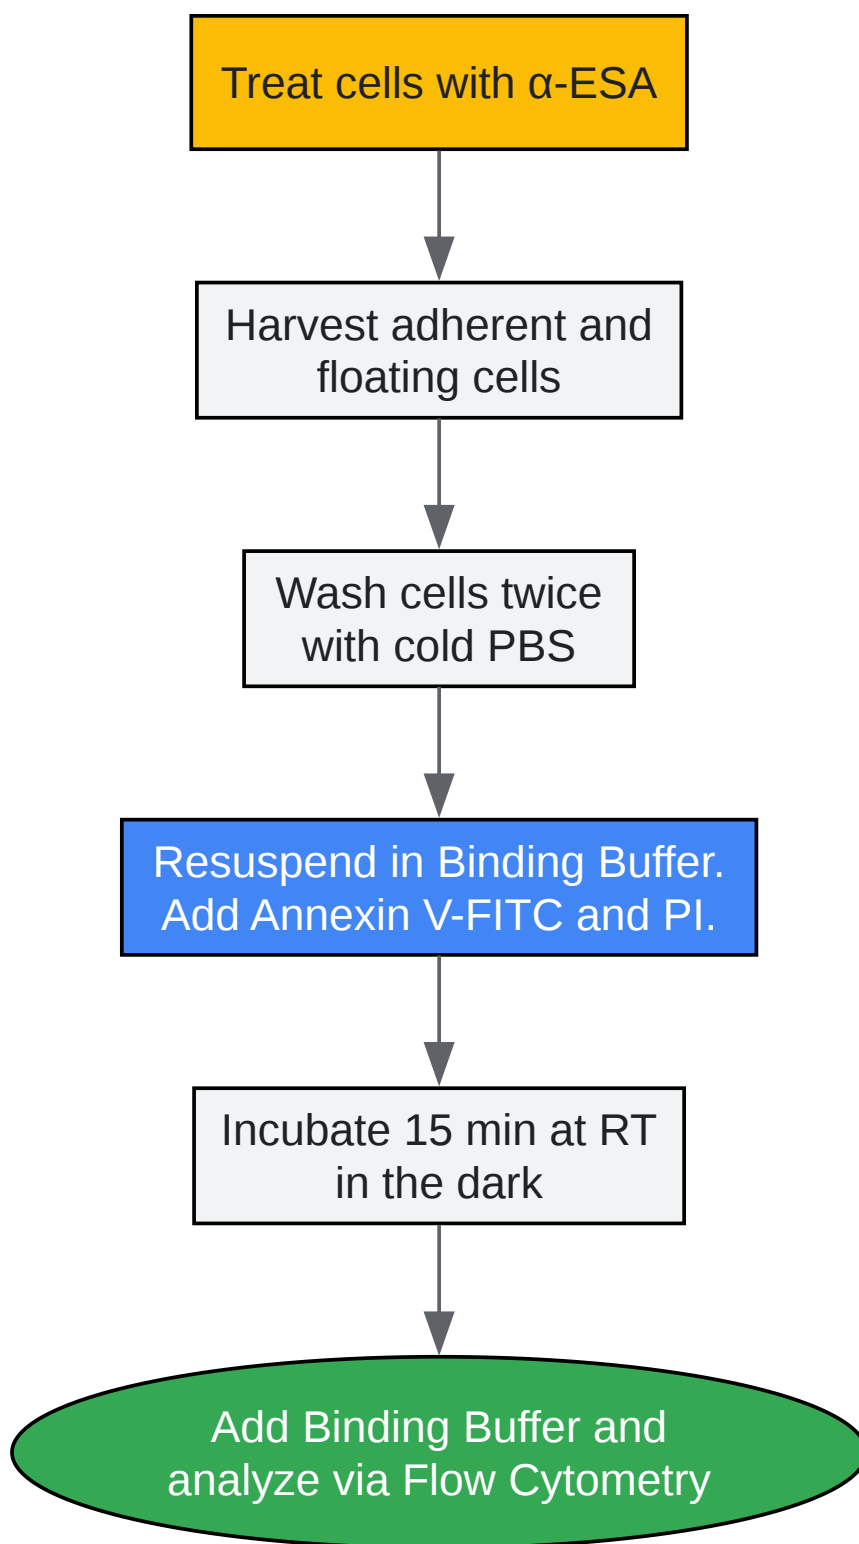 Treat cells with α-ESA
Harvest adherent and
floating cells
Wash cells twice
with cold PBS
Resuspend in Binding Buffer.
Add Annexin V-FITC and PI.
Incubate 15 min at RT
in the dark
Add Binding Buffer and
analyze via Flow Cytometry